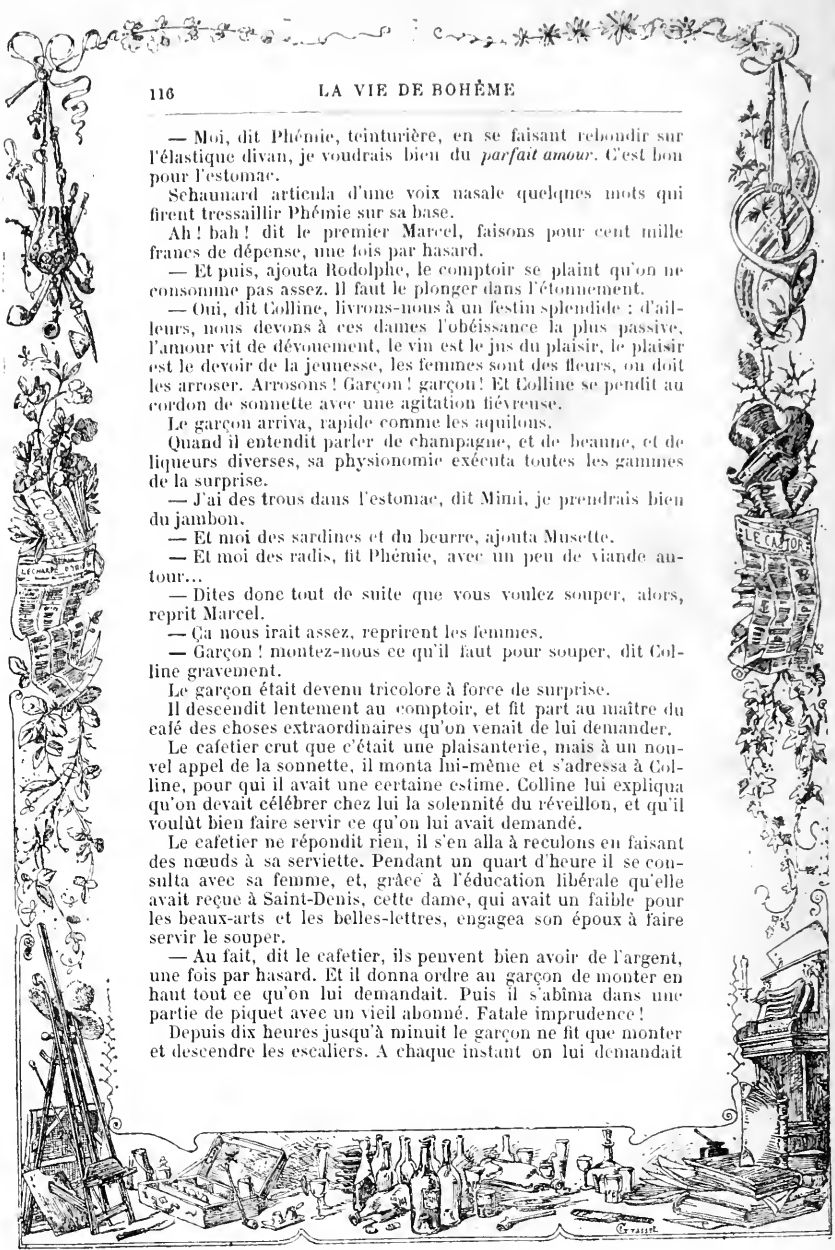 116
LA VIE DE BOHÈME
— Moi, dit Phémie, teinturière, en se faisant rebondir sur
l'élastique divan, je voudrais bien du parfait amour. C'est bon
pour l'estomac.
Schaunard articula d'une voix nasale quelques mots qui
firent tressaillir Phémie sur sa base.
Ah ! bah ! dit le premier Marcel, faisons pour cent mille
francs de dépense, une fois par hasard.
— Et puis, ajouta Rodolphe, le comptoir se plaint qu'on ne
consomme pas assez. Il faut le plonger dans l'étonnement.
— Oui, dit Colline, livrons-nous à un festin splendide : d'ail-
leurs, nous devons à ces dames l'obéissance la plus passive,
l'amour vit de dévouement, le vin est le jus du plaisir, le plaisir
est le devoir de la jeunesse, les femmes sont des fleurs, on doit
les arroser. Arrosons ! Garçon ! garçon ! Et Colline se pendit au
cordon de sonnette avec une agitation fiévreuse.
Le garçon arriva, rapide comme les aquilons.
Quand il entendit parler de champagne, et de beaune, et de
liqueurs diverses, sa physionomie exécuta toutes les gammes
de la surprise.
— J'ai des trous dans l'estomac, dit Mimi, je prendrais bien
du jambon.
— Et moi des sardines et du beurre, ajouta Musette.
— Et moi des radis, fit Phémie, avec un peu de viande au-
tour...
— Dites donc tout de suite que vous voulez souper, alors,
reprit Marcel.
— Ça nous irait assez, reprirent les femmes.
— Garçon ! montez-nous ce qu'il faut pour souper, dit Col-
line gravement.
Le garçon était devenu tricolore à force de surprise.
Il descendit lentement au comptoir, et fit part au maître du
café des choses extraordinaires qu'on venait de lui demander.
Le cafetier crut que c'était une plaisanterie, mais à un nou-
vel appel de la sonnette, il monta lui-même et s'adressa à Col-
line, pour qui il avait une certaine estime. Colline lui expliqua
qu'on devait célébrer chez lui la solennité du réveillon, et qu'il
voulût bien faire servir ce qu'on lui avait demandé.
Le cafetier ne répondit rien, il s'en alla à reculons en faisant
des nœuds à sa serviette. Pendant un quart d'heure il se con-
sulta avec sa femme, et, grâce à l'éducation libérale qu'elle
avait reçue à Saint-Denis, cette dame, qui avait un faible pour
les beaux-arts et les belles-lettres, engagea son époux à faire
servir le souper.
— Au fait, dit le cafetier, ils peuvent bien avoir de l'argent,
une fois par hasard. Et il donna ordre au garçon de monter en
haut tout ce qu'on lui demandait. Puis il s'abîma dans une
partie de piquet avec un vieil abonné. Fatale imprudence !
Depuis dix heures jusqu'à minuit le garçon ne fit que monter
et descendre les escaliers. A chaque instant on lui demandait
LE CASTOR
Grasset